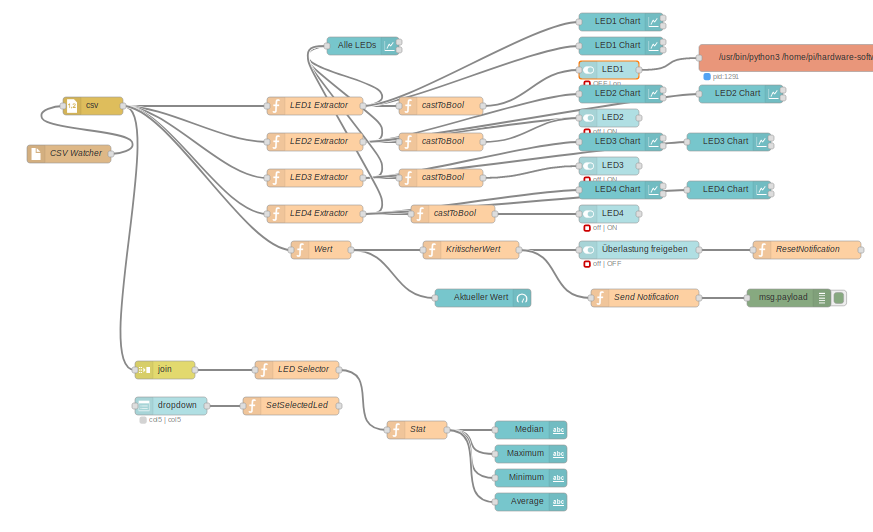 LED1 Chart
Alle LEDs
LED1 Chart
/usr/bin/python3 /home/pi/hardware-soft
LED1
pid:1291
LED2 Chart
LED2 Chart
csv
LED1 Extractor
castToBool
LED2
off | ON
CSV Watcher
LED2 Extractor
castToBool
LED3 Chart
LED3 Chart
LED3
off | ON
LED3 Extractor
castToBool
LED4 Chart
LED4 Chart
LED4 Extractor
castToBool
LED4
off | ON
Wert
KritischerWert
Überlastung freigeben
ResetNotification
off | OFF
Aktueller Wert
Send Notification
msg.payload
join
LED Selector
dropdown
SetSelectedLed
col5 | col5
Stat
Median
abc
Maximum
abc
Minimum
abc
Average
abc